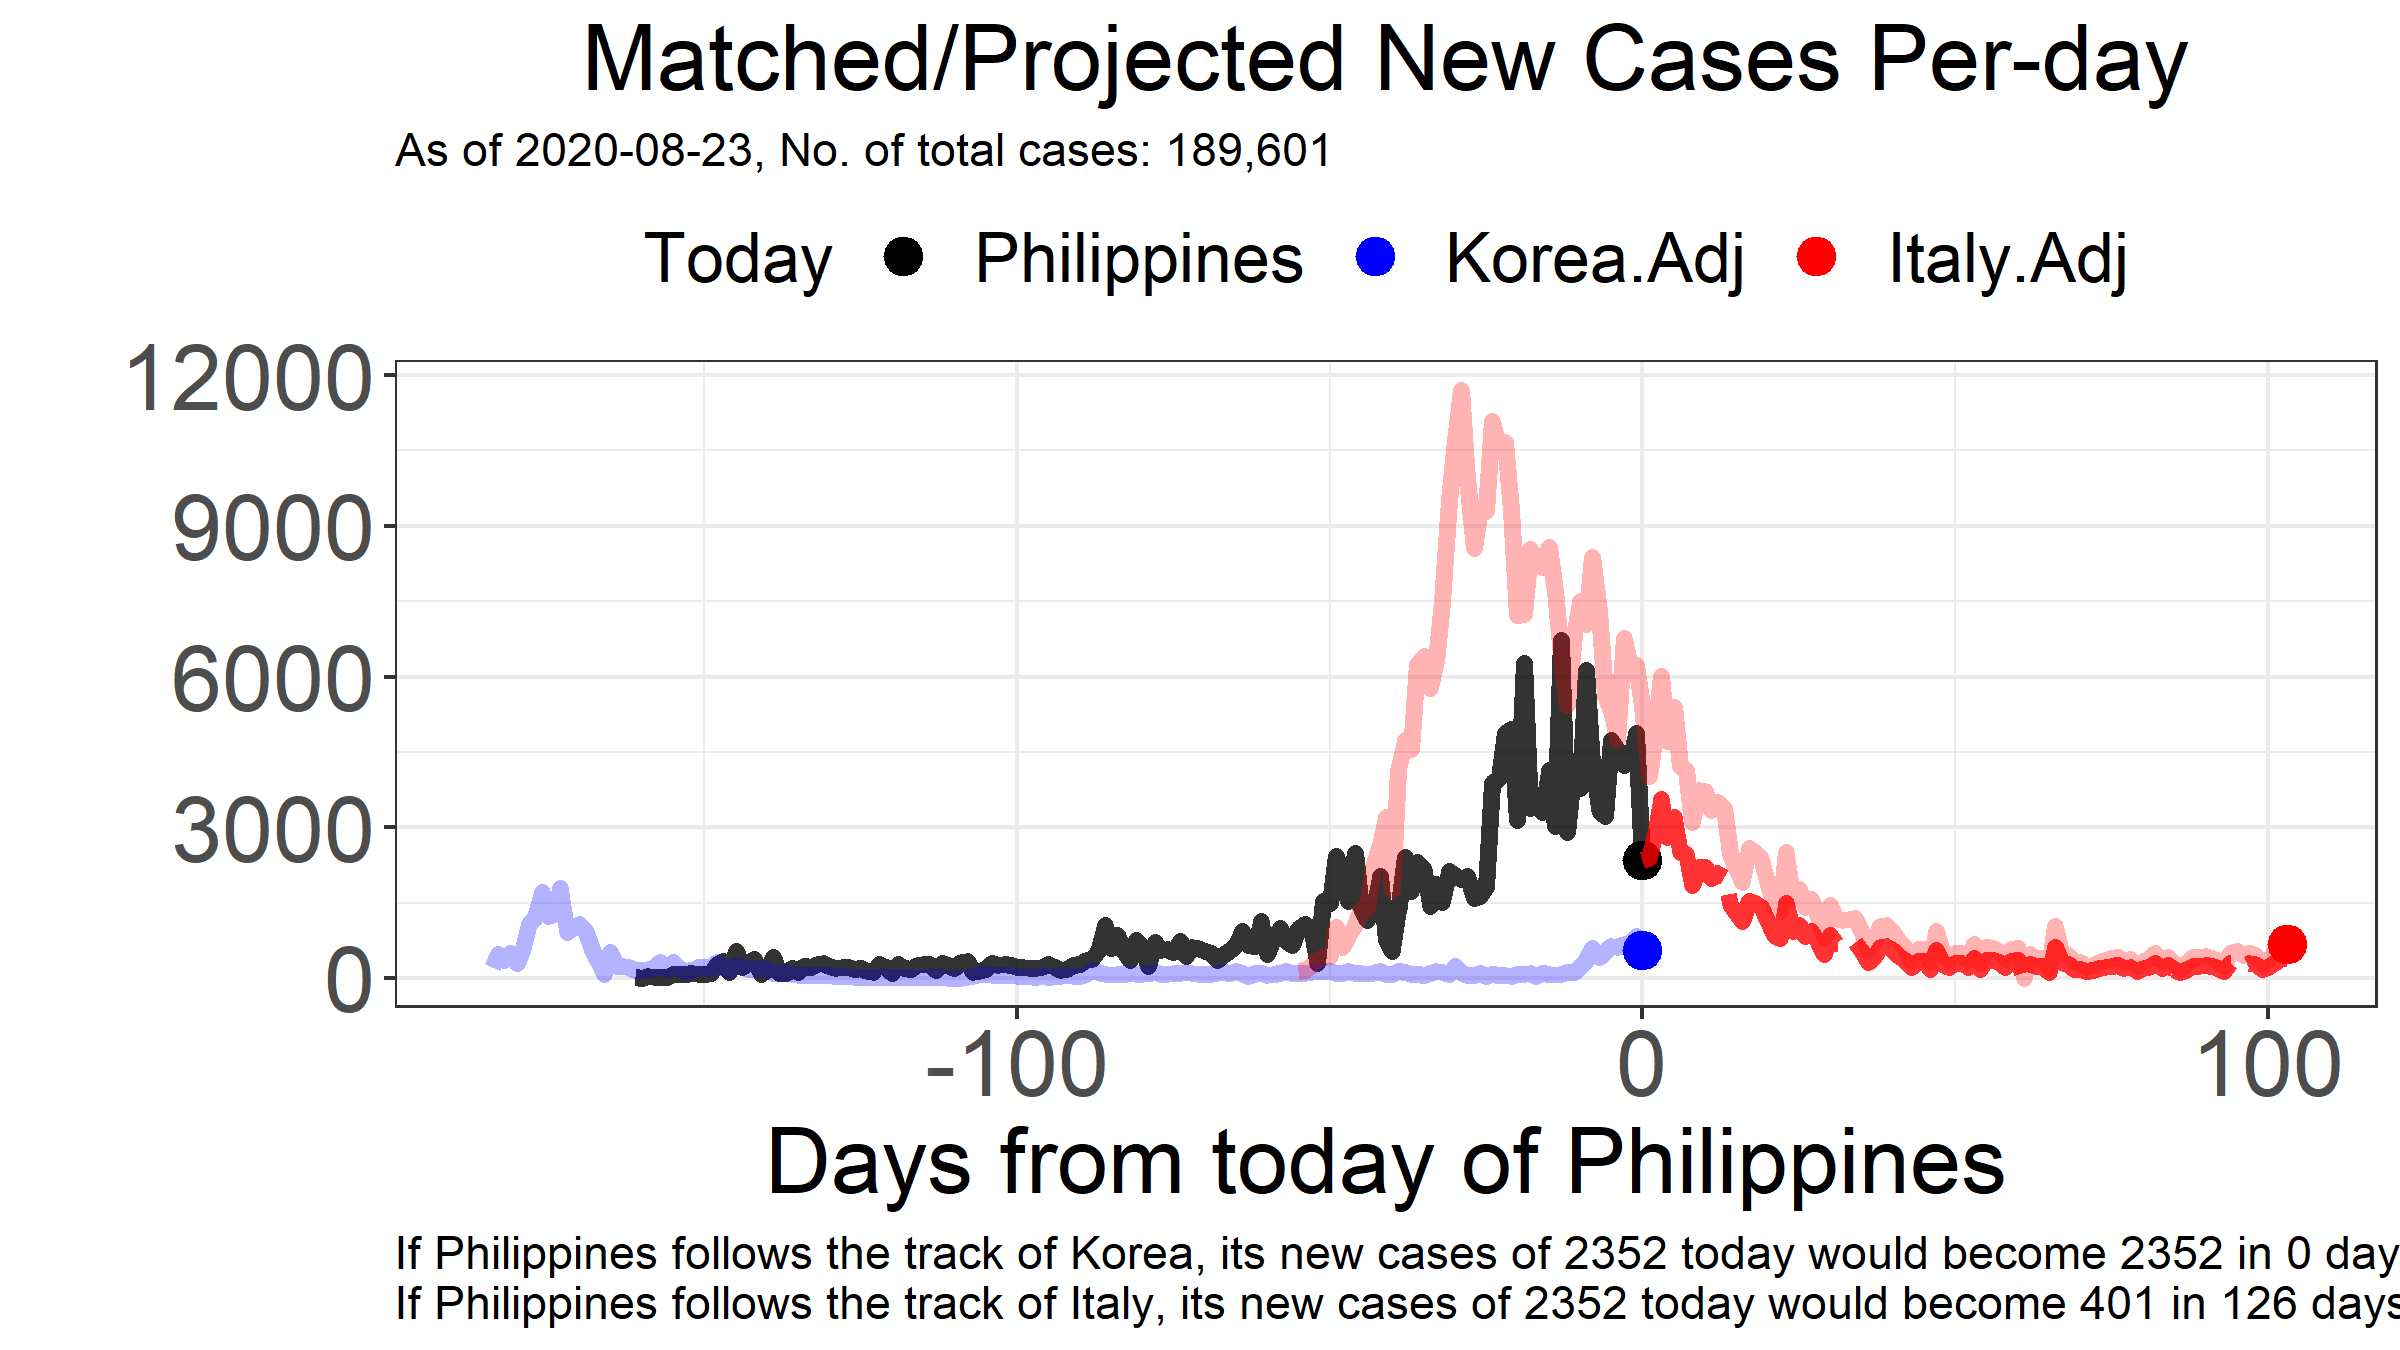 Matched/Projected New Cases Per-day
As of 2020-08-23, No. of total cases: 189,601
Today Philippines Korea.Adj Italy.Adj
12000
9000
6000
3000
0
-100 0 100
Days from today of Philippines
If Philippines follows the track of Korea, its new cases of 2352 today would become 2352 in 0 day
If Philippines follows the track of Italy, its new cases of 2352 today would become 401 in 126 days